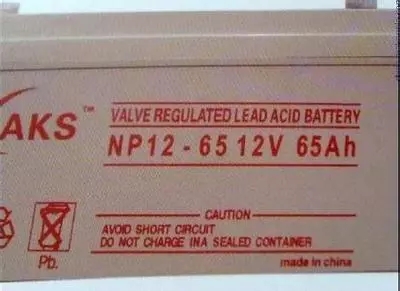 AKS ™
VALVE REGULATED LEAD ACID BATTERY
NP12 - 65 12V 65Ah
CAUTION
AVOID SHORT CIRCUIT
DO NOT CHARGE INA SEALED CONTAINER
Pb.
made in china